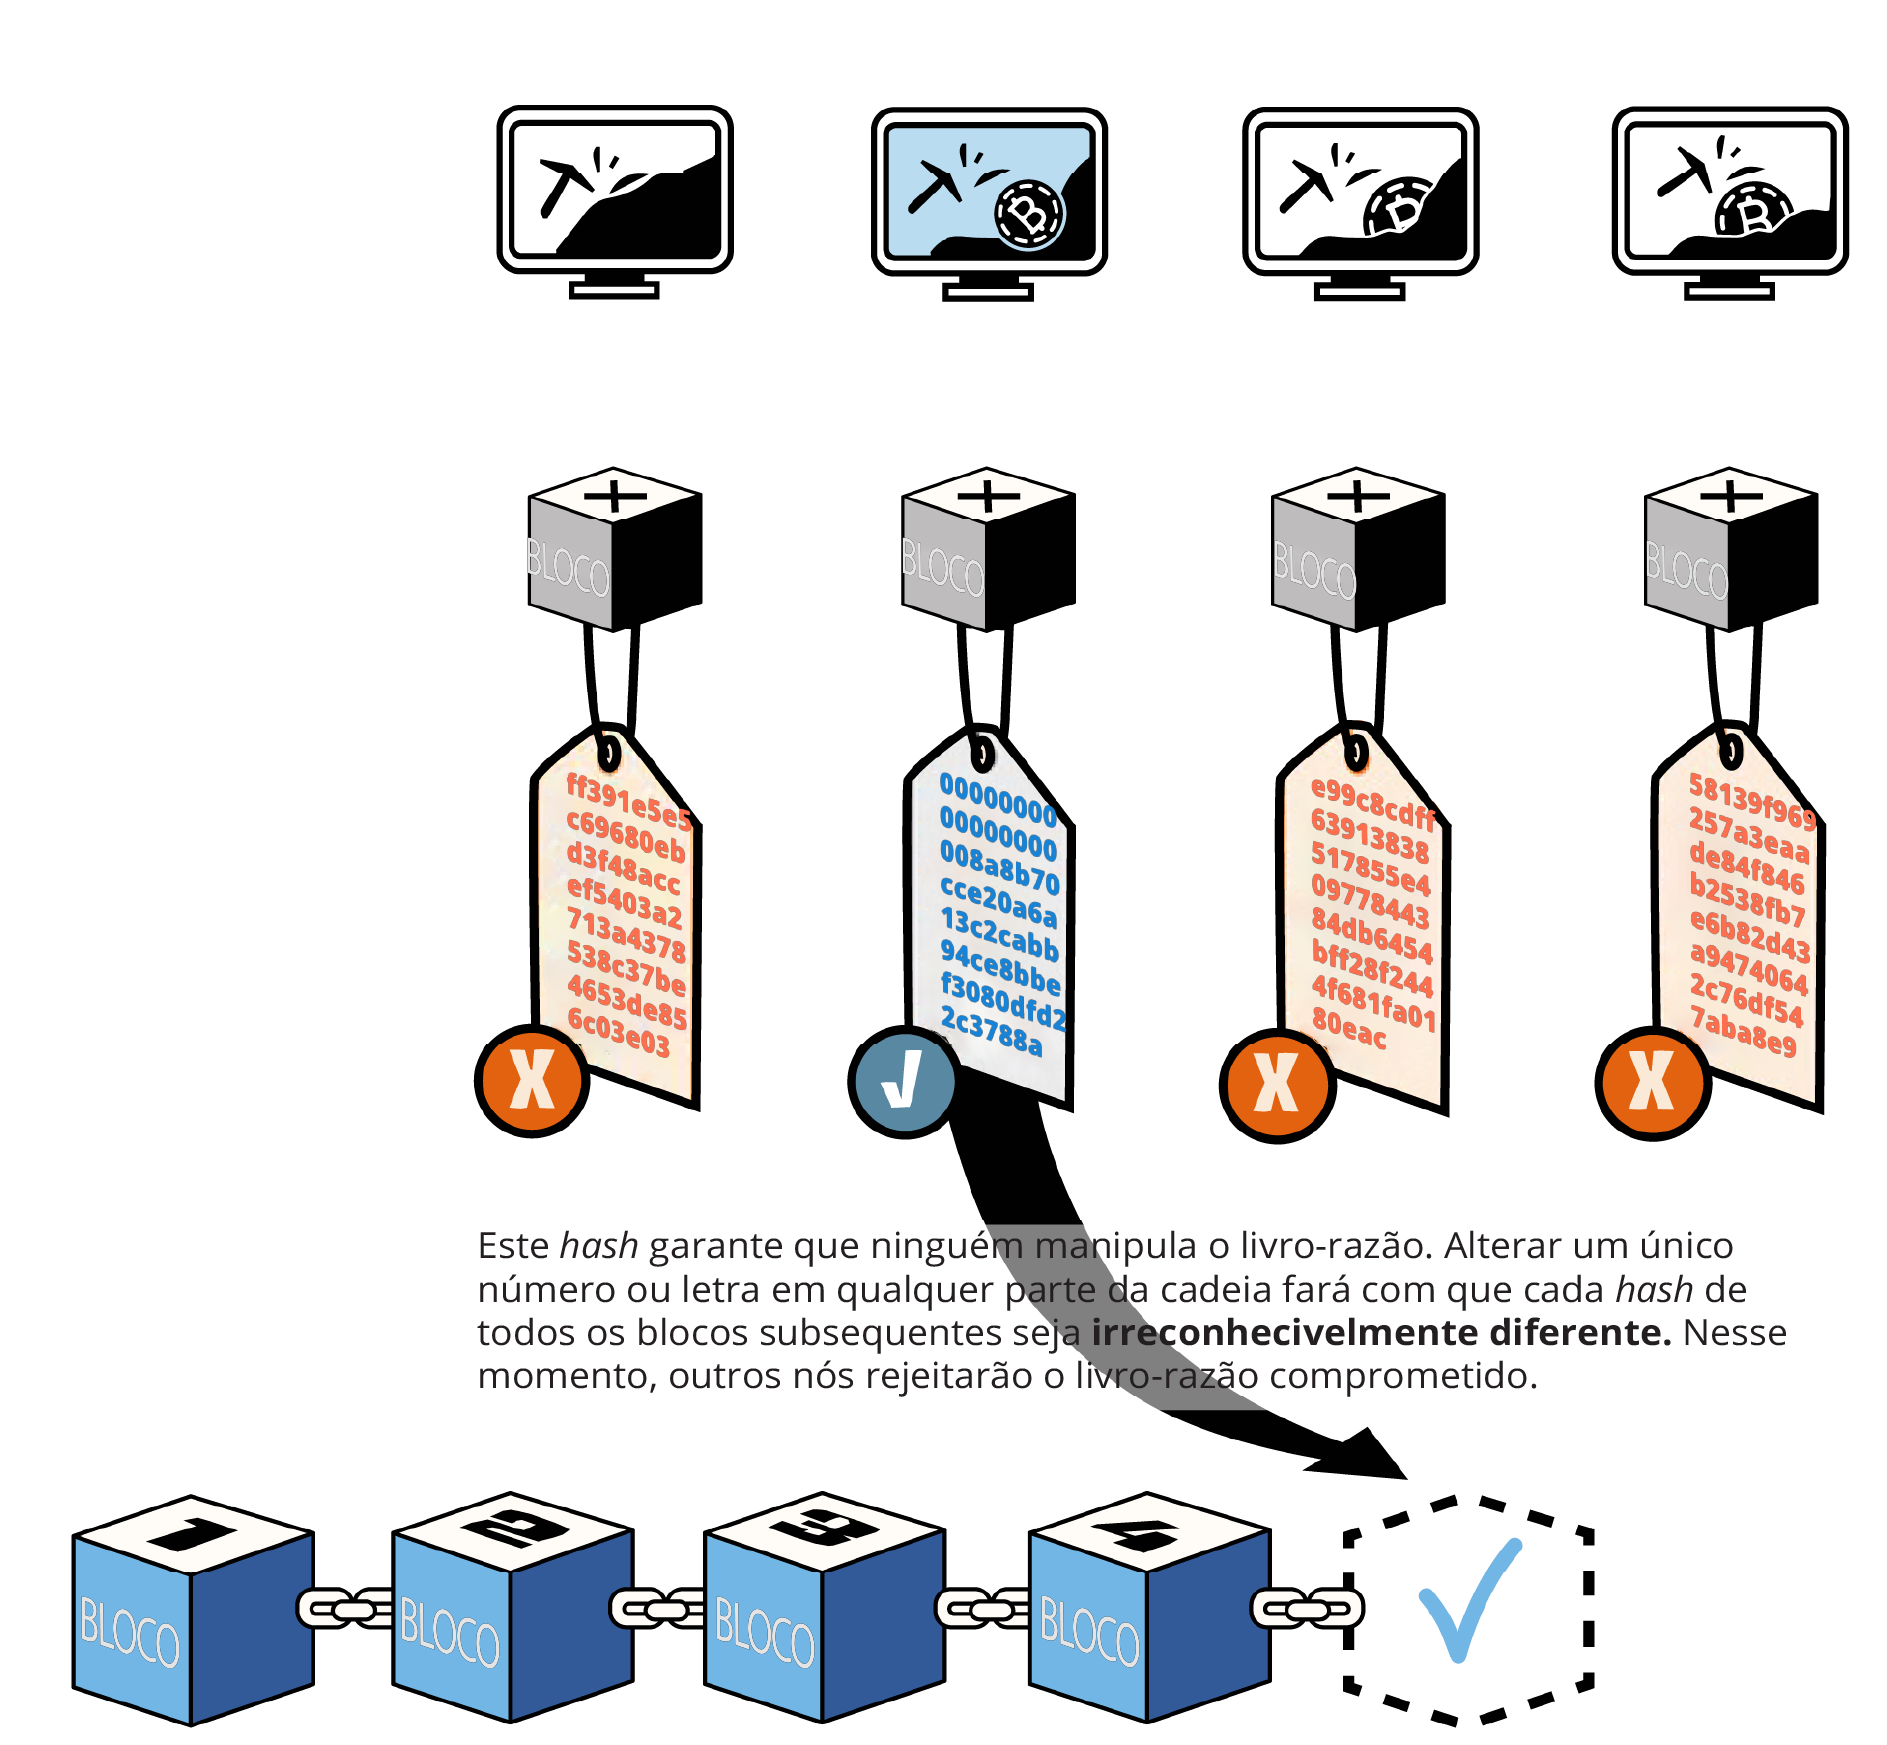 BLOCO
BLOCO
BLOCO
BLOCO
ff391e5e5
c69680eb
d3f48acc
ef5403a2
713a4378
538c37be
4653de85
6c03e03
X
00000000
00000000
008a8b70
cce20a6a
13c2cabb
94ce8bbe
f3080dfd2
2c3788a
e99c8cdff
63913838
517855e4
09778443
84db6454
bff28f244
4f681fa01
80eac
X
58139f969
257a3eaa
de84f846
b2538fb7
e6b82d43
a9474064
2c76df54
7aba8e9
X
Este hash garante que ninguém manipula o livro-razão. Alterar um único
número ou letra em qualquer parte da cadeia fará com que cada hash de
todos os blocos subsequentes seja irreconhecivelmente diferente. Nesse
momento, outros nós rejeitarão o livro-razão comprometido.
1
BLOCO
2
BLOCO
3
BLOCO
4
BLOCO